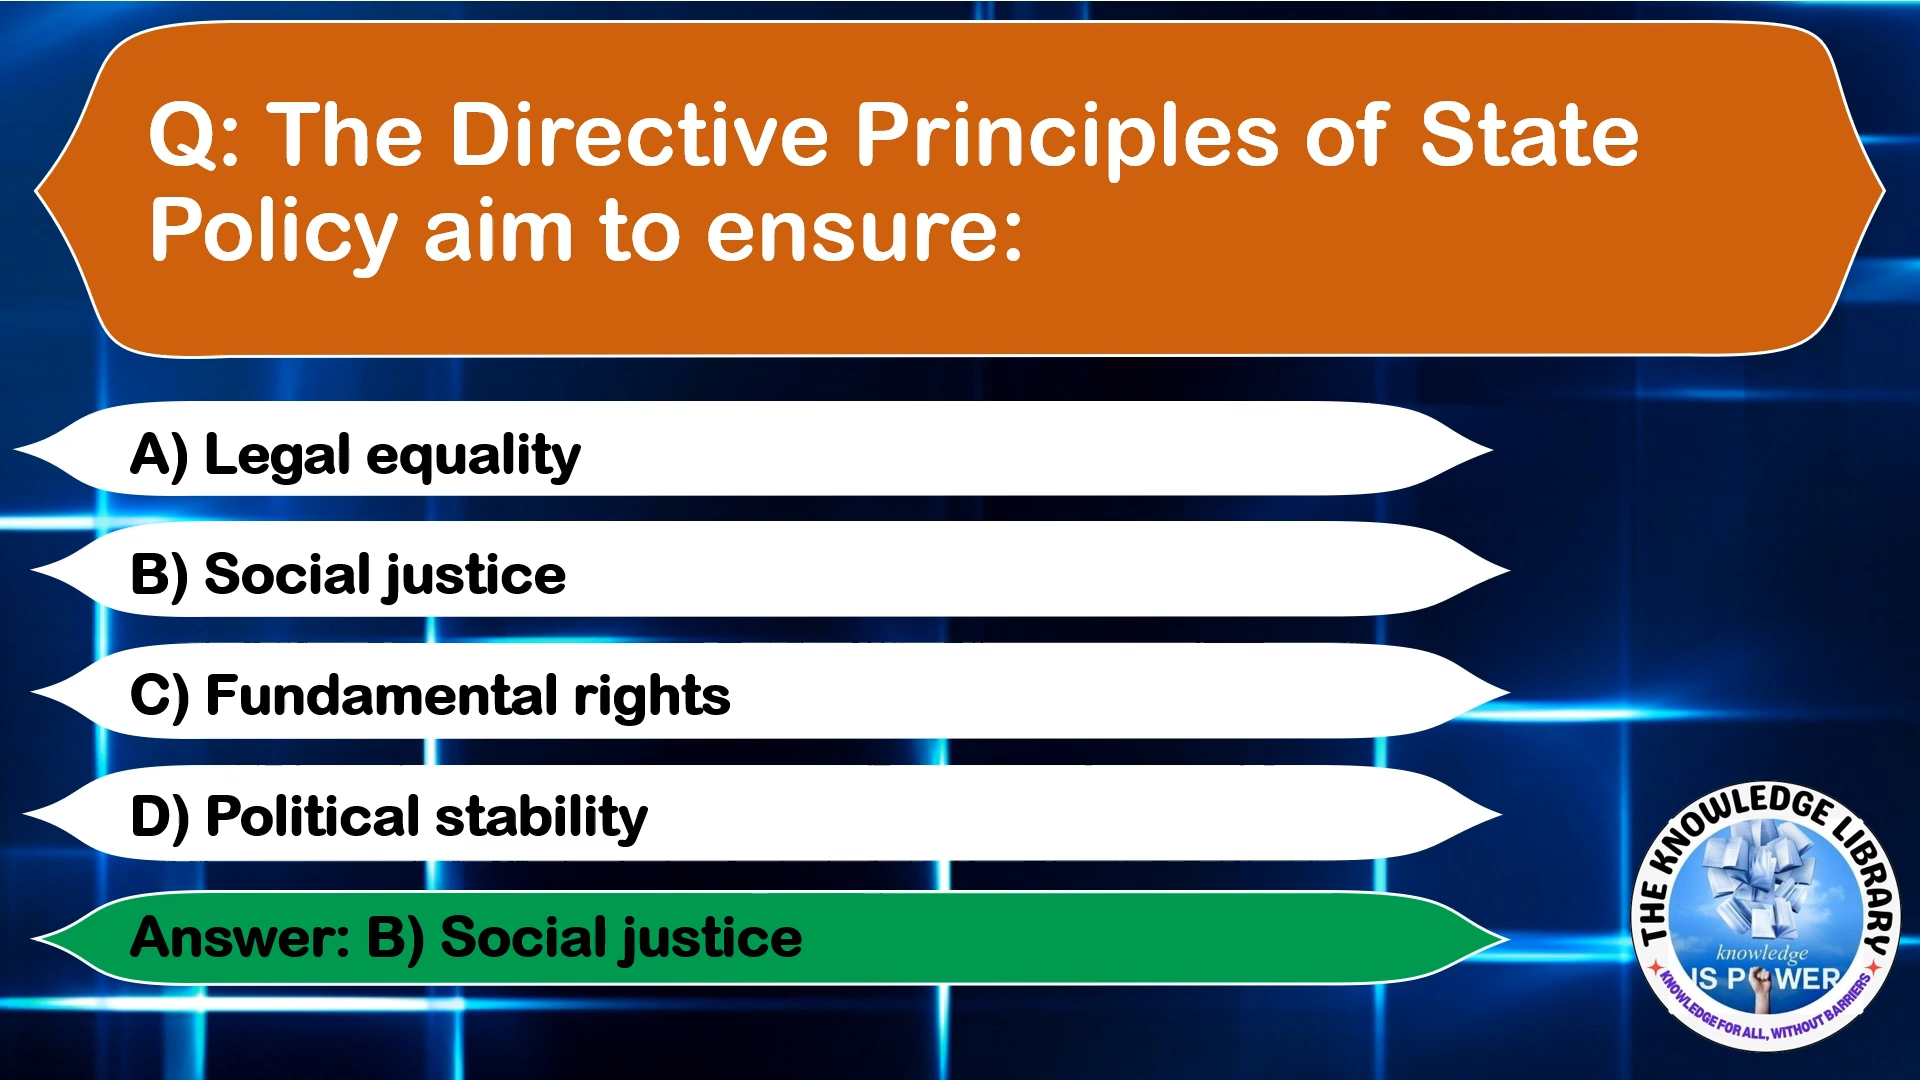 Q: The Directive Principles of State
Policy aim to ensure:
A) Legal equality
B) Social justice
C) Fundamental rights
D) Political stability
Answer: B) Social justice
THE KNOWLEDGE LIBRARY
knowledge
IS POWER
KNOWLEDGE FOR ALL, WITHOUT BARRIERS